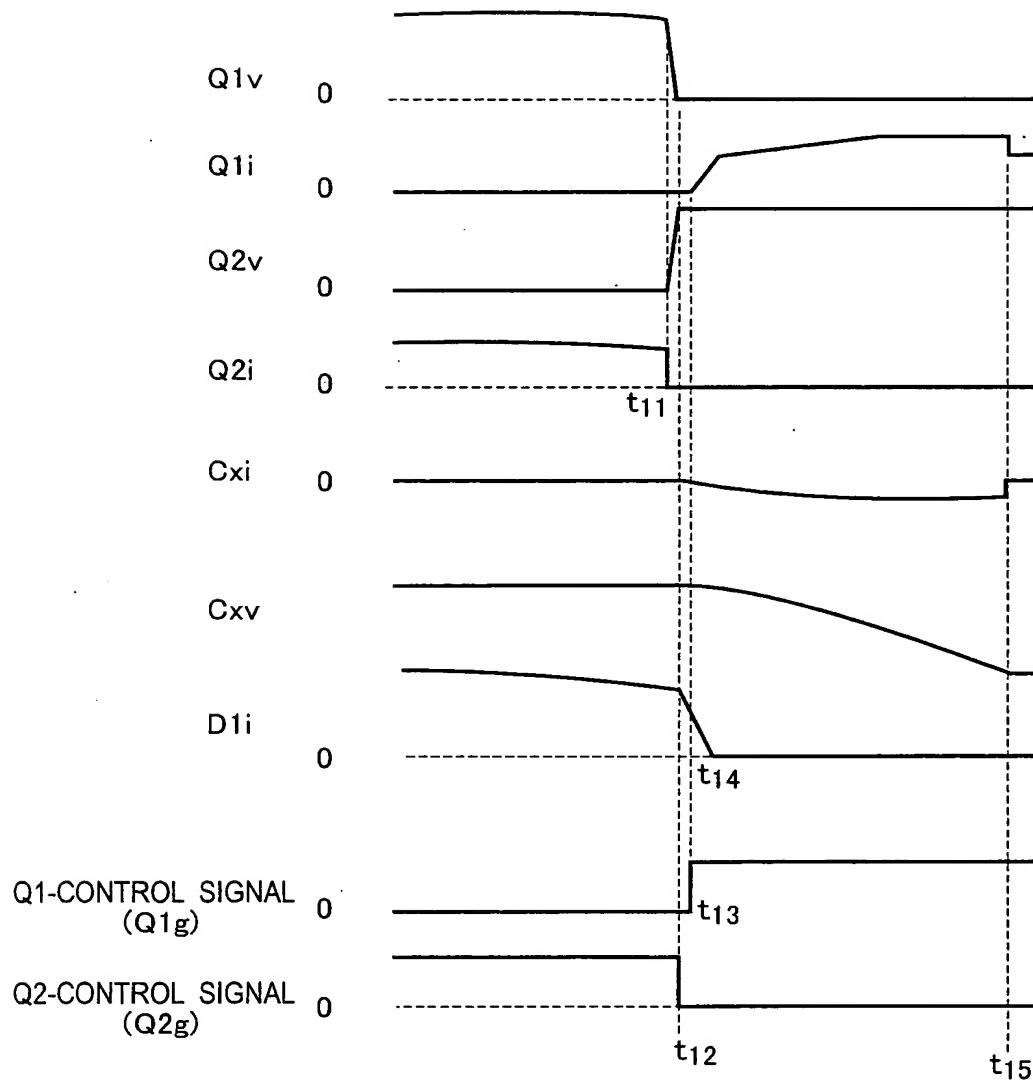 Q1v 0
Q1i 0
Q2v 0
Q2i 0
t11
Cxi 0
Cxv
D1i 0
t14
Q1-CONTROL SIGNAL 0
(Q1g)
t13
Q2-CONTROL SIGNAL 0
(Q2g)
t12
t15